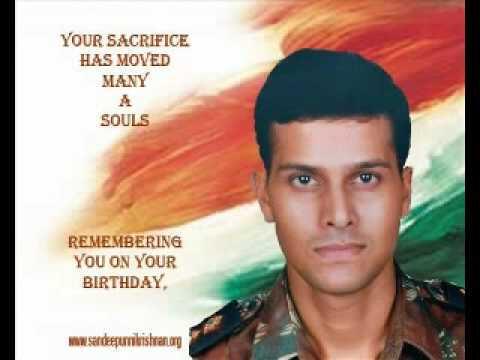 YOUR SACRIFICE
HAS MOVED
MANY
A
SOULS
REMEMBERING
YOU ON YOUR
BIRTHDAY,
www.sandeepunnikrishnan.org